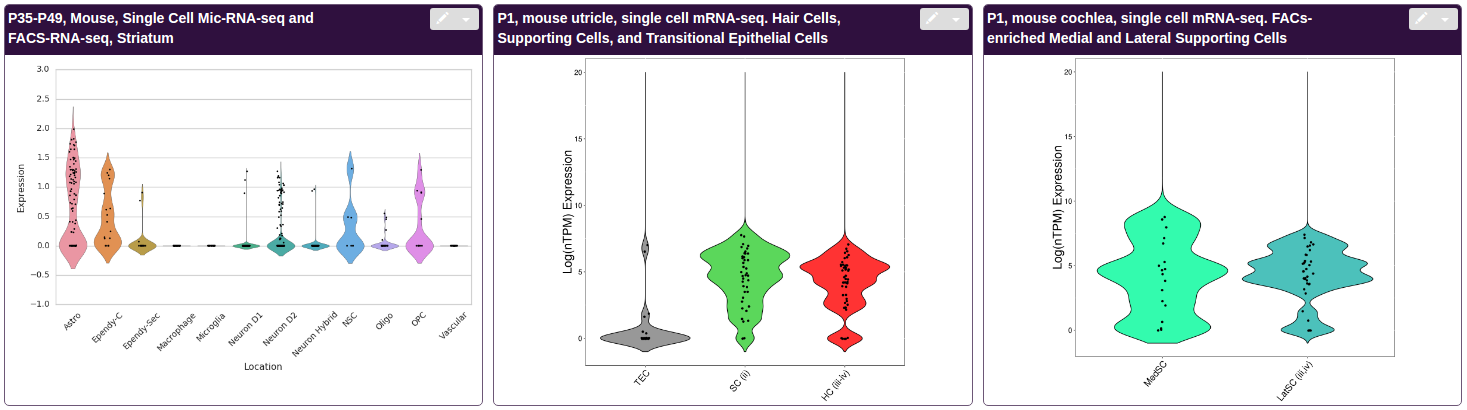 P35-P49, Mouse, Single Cell Mic-RNA-seq and
FACS-RNA-seq, Striatum
3.0
2.5
2.0
1.5
1.0
0.5
0.0
−0.5
−1.0
Expression
Astro
Ependy-C
Ependy-Sec
Macrophage
Microglia
Neuron D1
Neuron D2
Neuron Hybrid
NSC
Oligo
OPC
Vascular
Location
P1, mouse utricle, single cell mRNA-seq. Hair Cells,
Supporting Cells, and Transitional Epithelial Cells
20
15
10
5
0
Log(nTPM) Expression
TEC
SC (ii)
HC (iii-iv)
P1, mouse cochlea, single cell mRNA-seq. FACs-
enriched Medial and Lateral Supporting Cells
20
15
10
5
0
Log(nTPM) Expression
MedSC
LatSC (iii,iv)